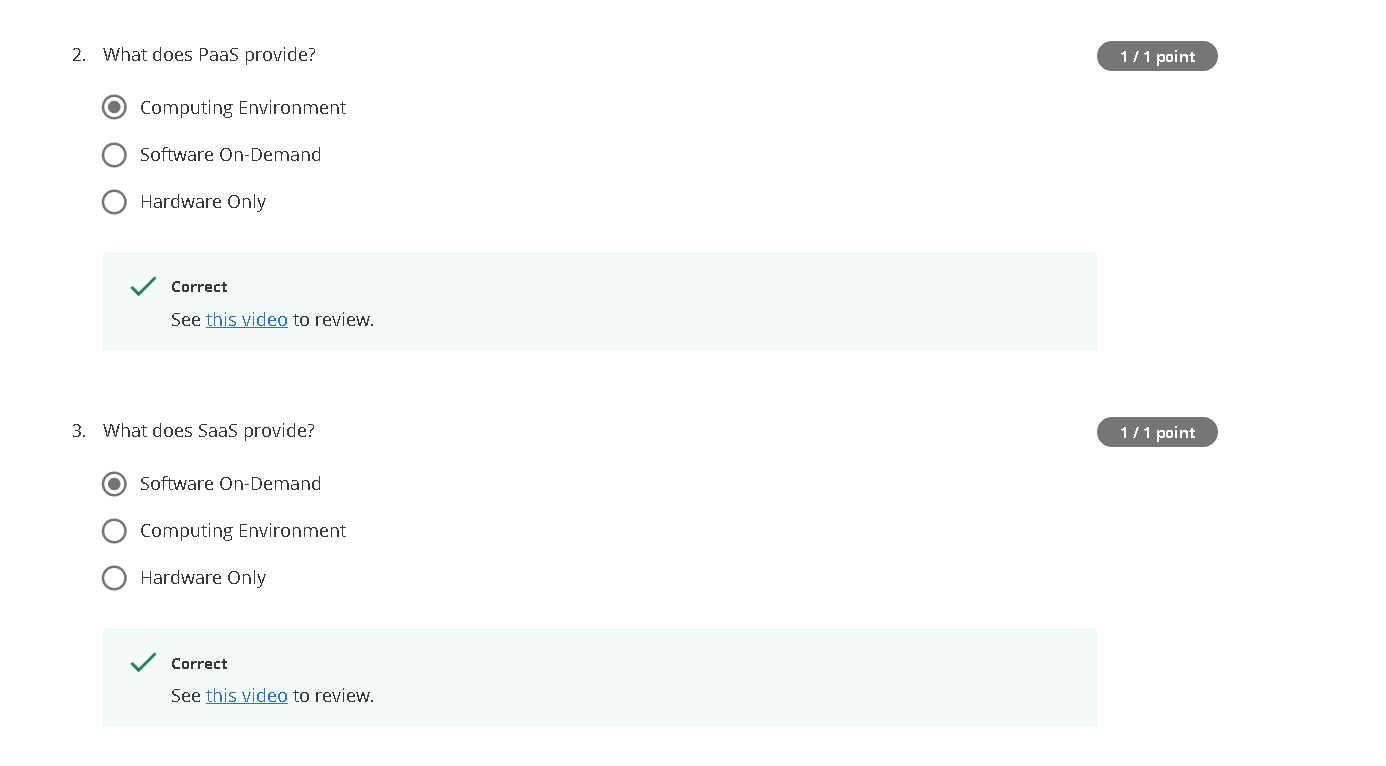 2. What does PaaS provide?
1 / 1 point
Computing Environment
Software On-Demand
Hardware Only
Correct
See this video to review.
3. What does SaaS provide?
1 / 1 point
Software On-Demand
Computing Environment
Hardware Only
Correct
See this video to review.